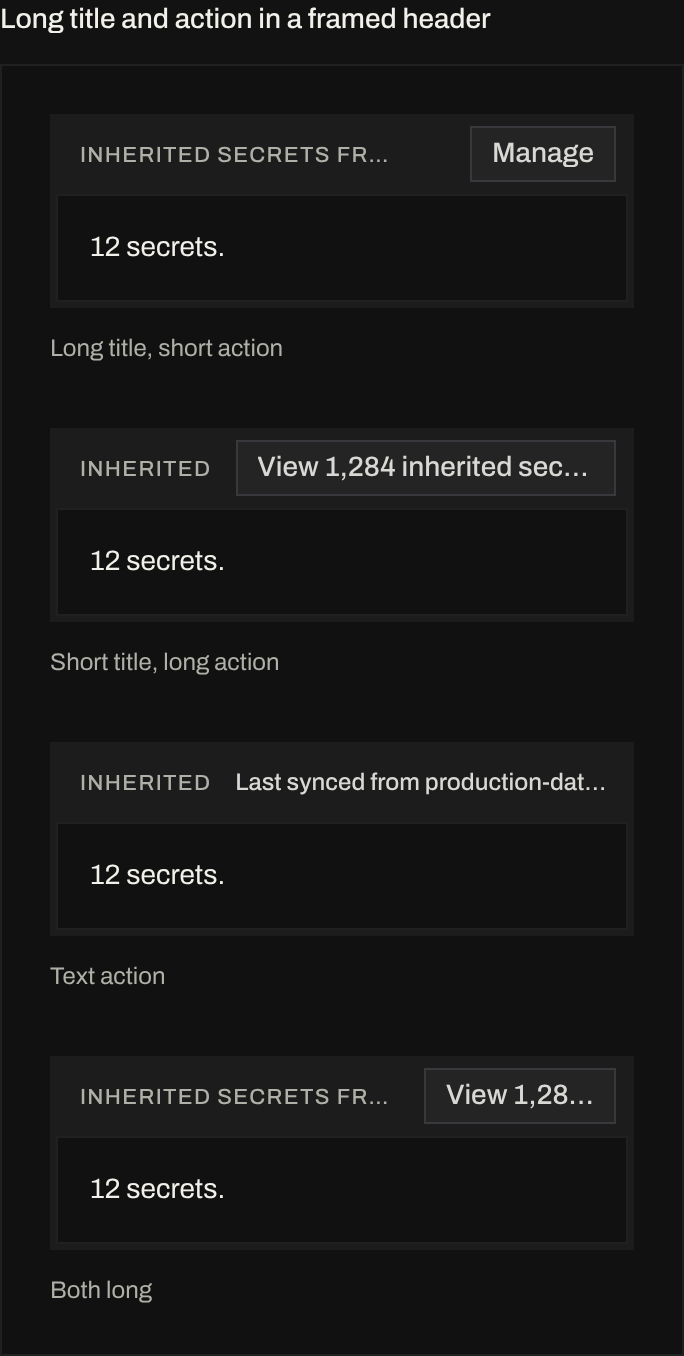 Long title and action in a framed header
INHERITED SECRETS FR...
Manage
12 secrets.
Long title, short action
INHERITED
View 1,284 inherited sec...
12 secrets.
Short title, long action
INHERITED
Last synced from production-dat...
12 secrets.
Text action
INHERITED SECRETS FR...
View 1,28...
12 secrets.
Both long